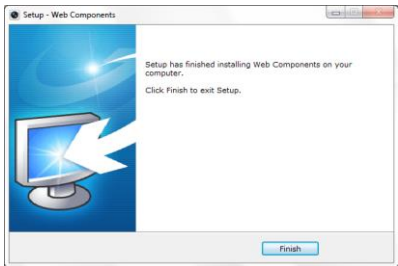 Setup - Web Components
Setup has finished installing Web Components on your
computer.
Click Finish to exit Setup.
Finish